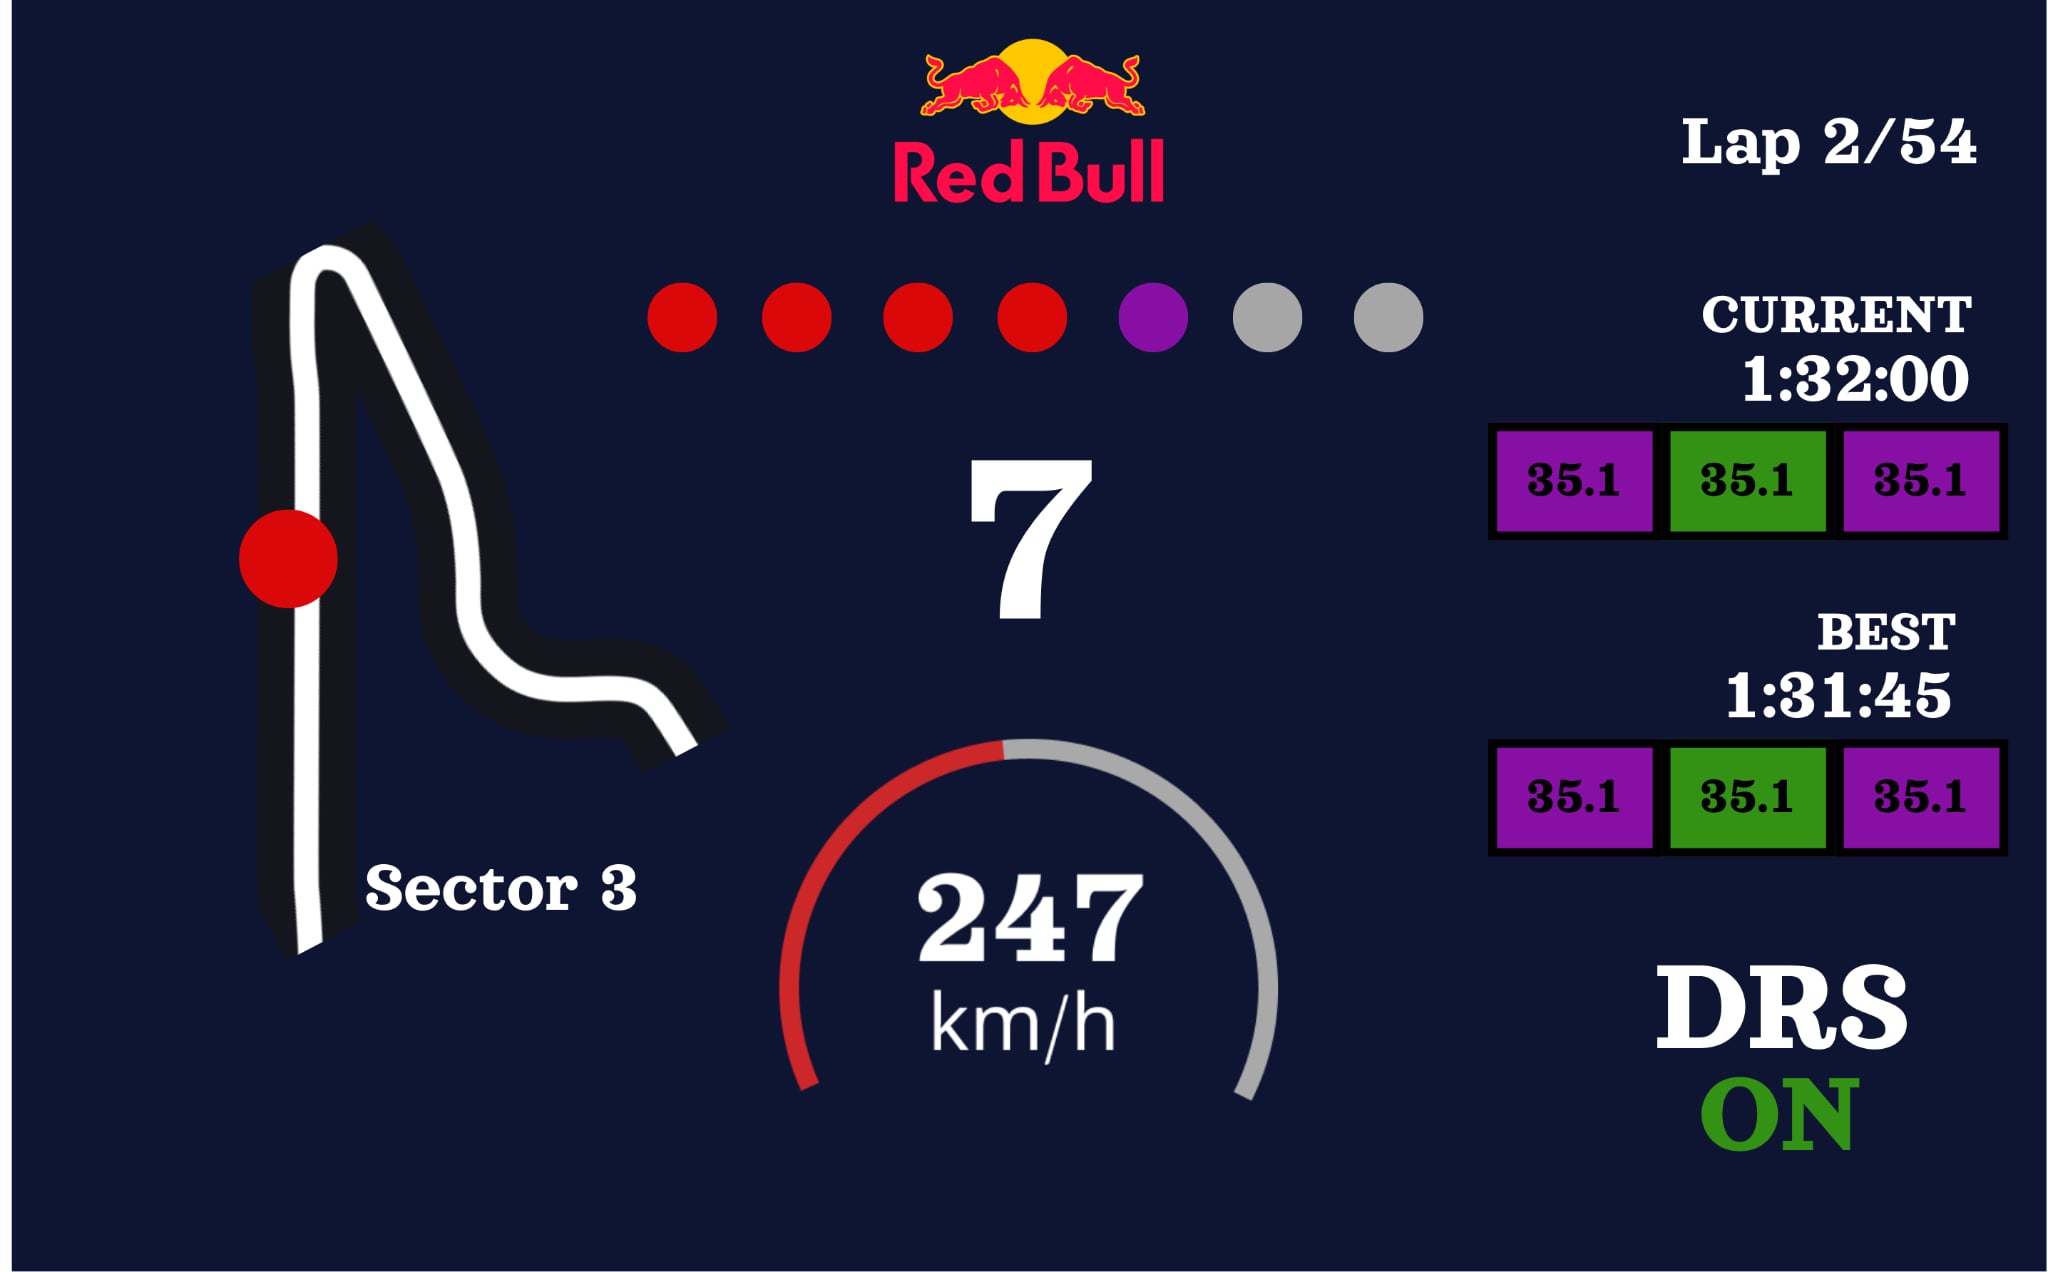 Red Bull
Lap 2/54
CURRENT
1:32:00
35.1 35.1 35.1
7
BEST
1:31:45
35.1 35.1 35.1
Sector 3
247
km/h
DRS
ON